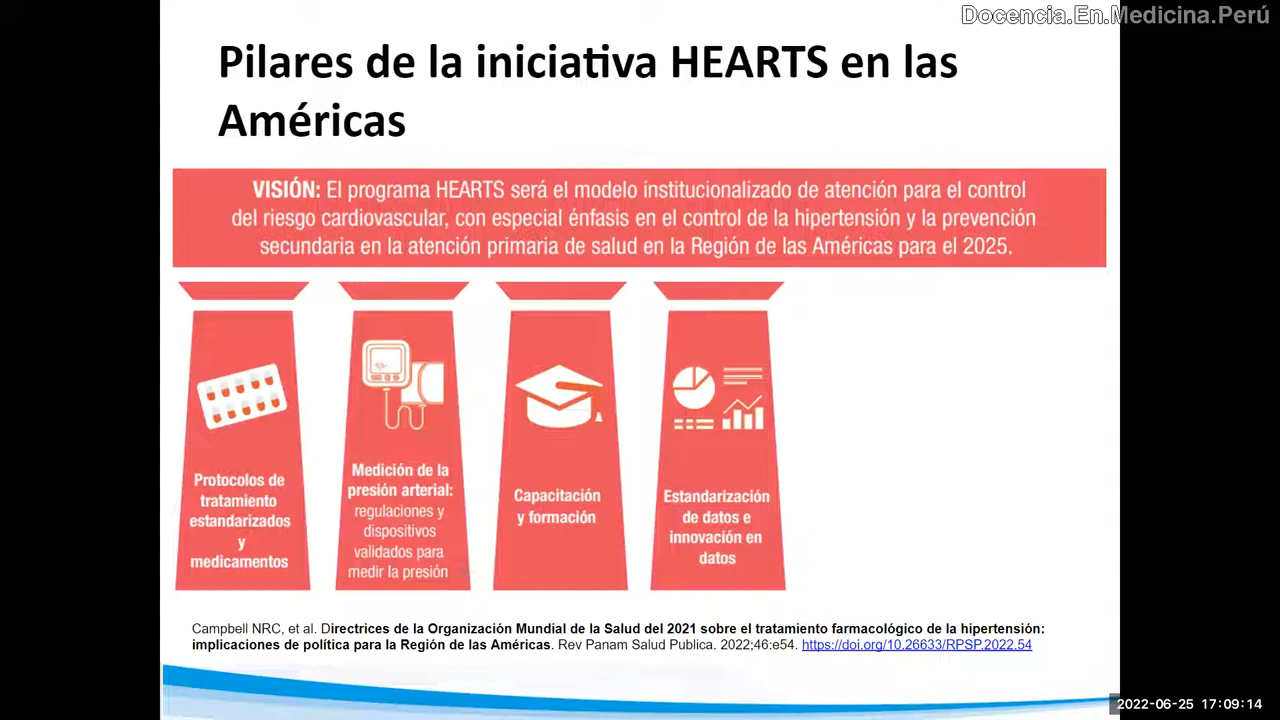 Docencia.En.Medicina.Perú
Pilares de la iniciativa HEARTS en las
Américas
VISIÓN: El programa HEARTS será el modelo institucionalizado de atención para el control
del riesgo cardiovascular, con especial énfasis en el control de la hipertensión y la prevención
secundaria en la atención primaria de salud en la Región de las Américas para el 2025.
Protocolos de
tratamiento
estandarizados
y
medicamentos
Medición de la
presión arterial:
regulaciones y
dispositivos
validados para
medir la presión
Capacitación
y formación
Estandarización
de datos e
innovación en
datos
Campbell NRC, et al. Directrices de la Organización Mundial de la Salud del 2021 sobre el tratamiento farmacológico de la hipertensión:
implicaciones de política para la Región de las Américas. Rev Panam Salud Publica. 2022;46:e54. https://doi.org/10.26633/RPSP.2022.54
2022-06-25 17:09:14